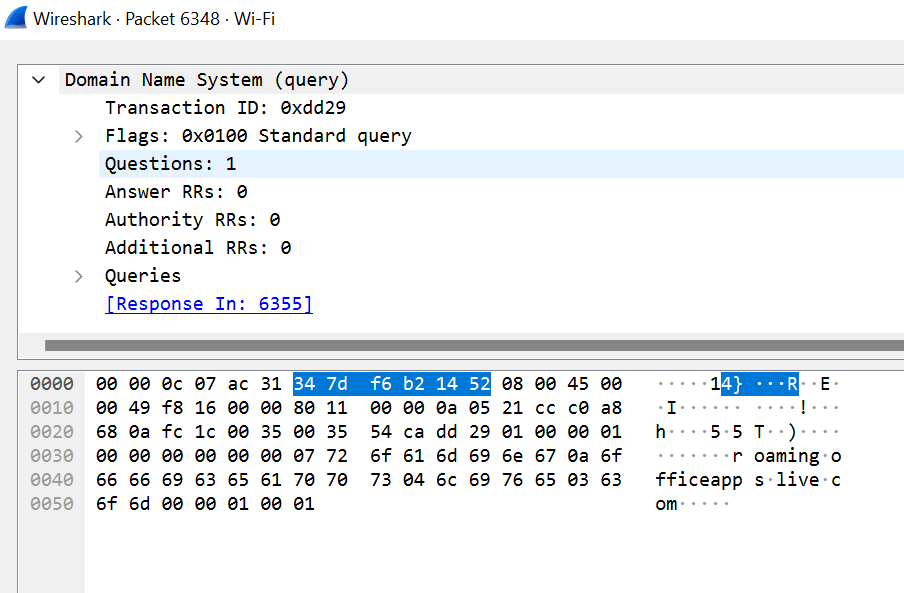 Wireshark · Packet 6348 · Wi-Fi
Domain Name System (query)
Transaction ID: 0xdd29
Flags: 0x0100 Standard query
Questions: 1
Answer RRs: 0
Authority RRs: 0
Additional RRs: 0
Queries
[Response In: 6355]
0000 00 00 0c 07 ac 31 34 7d f6 b2 14 52 08 00 45 00 ·····14} ···R··E·
0010 00 49 f8 16 00 00 80 11 00 00 0a 05 21 cc c0 a8 ·I······ ····!···
0020 68 0a fc 1c 00 35 00 35 54 ca dd 29 01 00 00 01 h····5·5 T··)····
0030 00 00 00 00 00 00 07 72 6f 61 6d 69 6e 67 0a 6f ·······r oaming·o
0040 66 66 69 63 65 61 70 70 73 04 6c 69 76 65 03 63 fficeapp s·live·c
0050 6f 6d 00 00 01 00 01 om·····